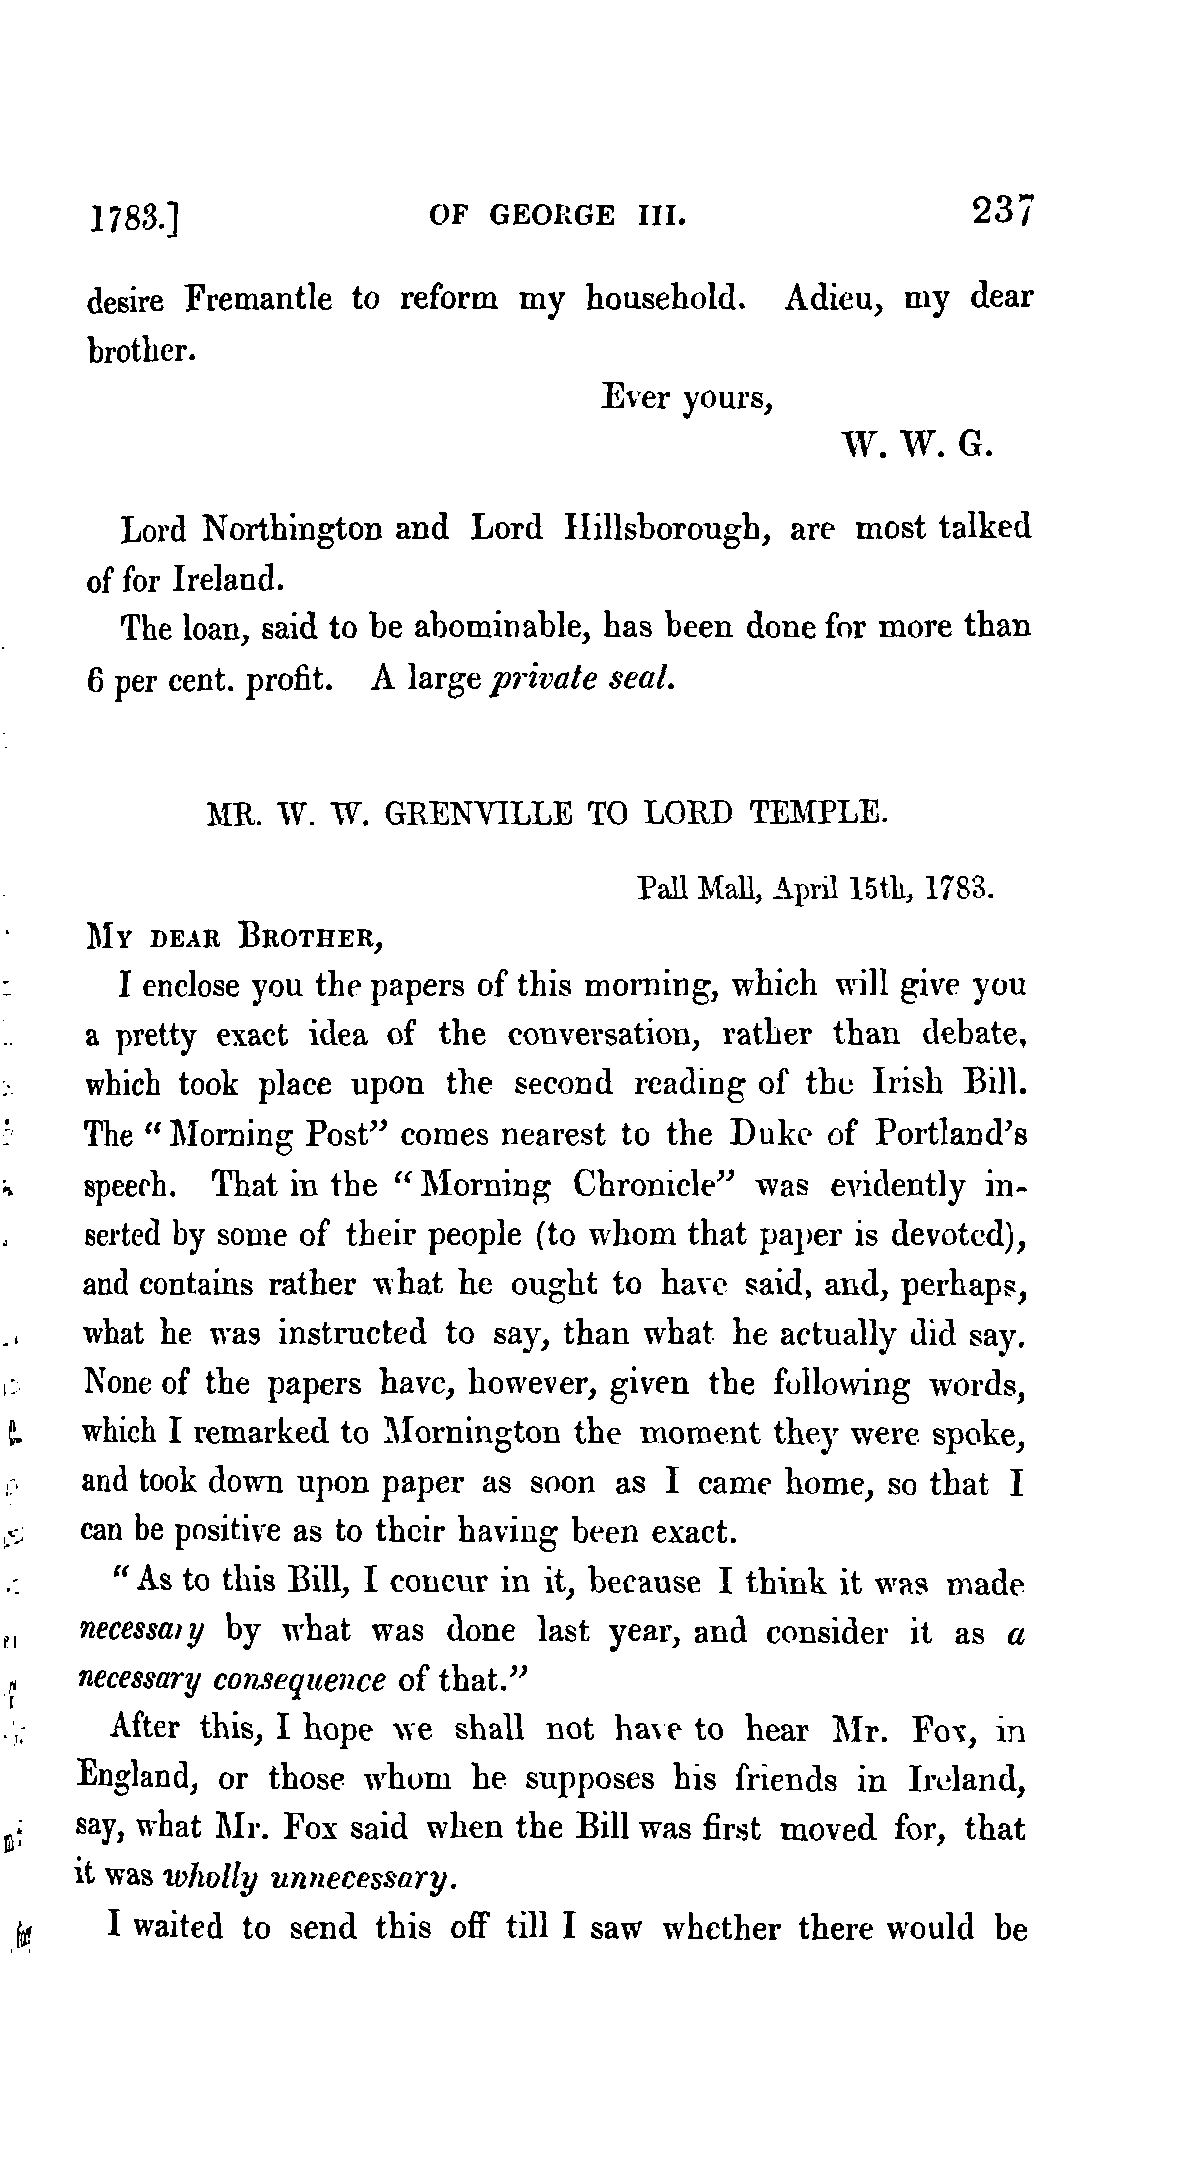 1783.] OF GEORGE III. 237
desire Fremantle to reform my household. Adieu, my dear
brother.
Ever yours,
W. W. G.
Lord Northington and Lord Hillsborough, are most talked
of for Ireland.
The loan, said to be abominable, has been done for more than
6 per cent. profit. A large private seal.
MR. W. W. GRENVILLE TO LORD TEMPLE.
Pall Mall, April 15th, 1783.
MY DEAR BROTHER,
I enclose you the papers of this morning, which will give you
a pretty exact idea of the conversation, rather than debate,
which took place upon the second reading of the Irish Bill.
The “Morning Post” comes nearest to the Duke of Portland’s
speech. That in the “Morning Chronicle” was evidently in-
serted by some of their people (to whom that paper is devoted),
and contains rather what he ought to have said, and, perhaps,
what he was instructed to say, than what he actually did say.
None of the papers have, however, given the following words,
which I remarked to Mornington the moment they were spoke,
and took down upon paper as soon as I came home, so that I
can be positive as to their having been exact.
“As to this Bill, I concur in it, because I think it was made
necessary by what was done last year, and consider it as a
necessary consequence of that.”
After this, I hope we shall not have to hear Mr. Fox, in
England, or those whom he supposes his friends in Ireland,
say, what Mr. Fox said when the Bill was first moved for, that
it was wholly unnecessary.
I waited to send this off till I saw whether there would be